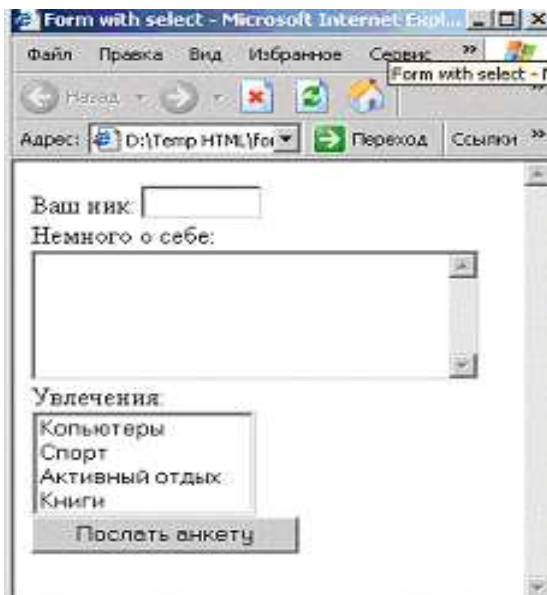 Form with select - Microsoft Internet Expl...
Файл Правка Вид Избранное Сервис »
Form with select -
Назад »
Адрес: D:\Temp HTML\for Переход Ссылки »
Ваш ник:
Немного о себе:
Увлечения:
Копьютеры
Спорт
Активный отдых
Книги
Послать анкету